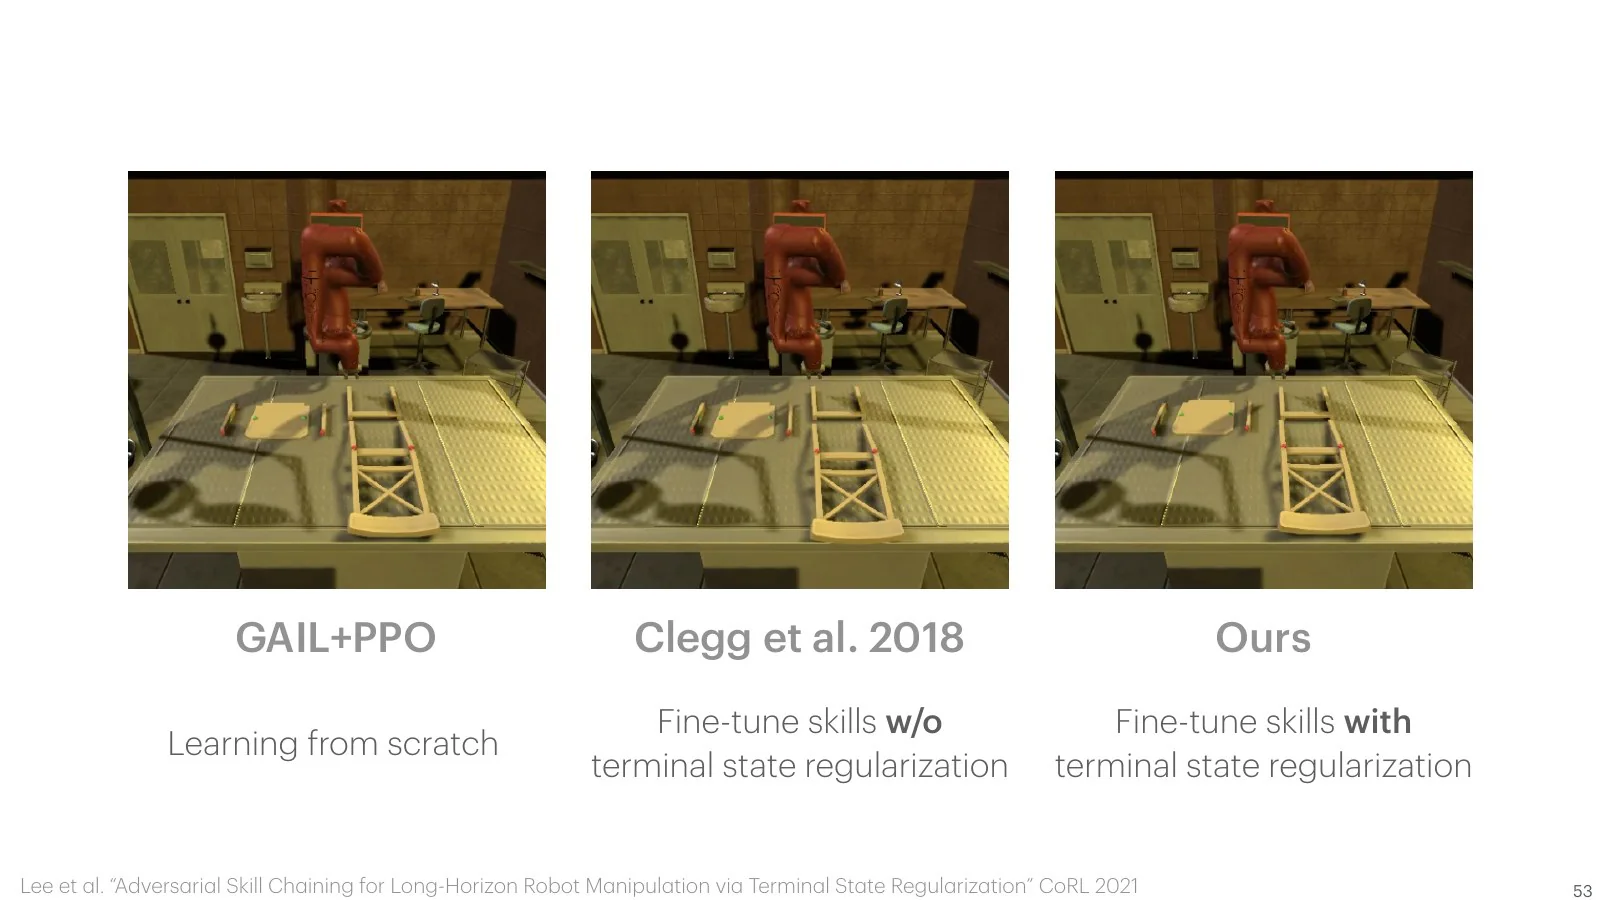 GAIL+PPO
Learning from scratch
Clegg et al. 2018
Fine-tune skills w/o
terminal state regularization
Ours
Fine-tune skills with
terminal state regularization
Lee et al. “Adversarial Skill Chaining for Long-Horizon Robot Manipulation via Terminal State Regularization” CoRL 2021
53